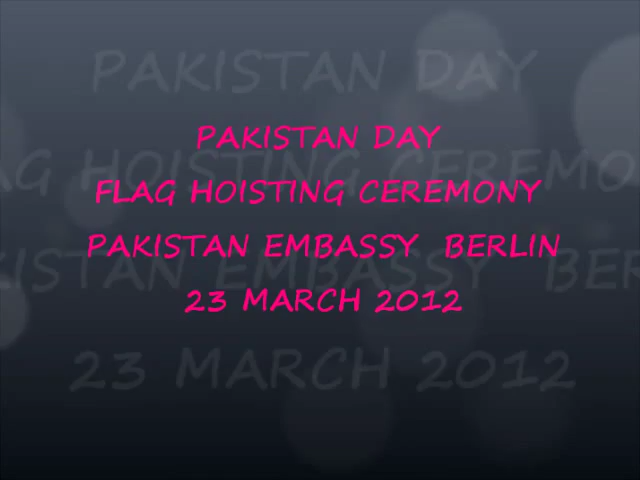 PAKISTAN DAY
FLAG HOISTING CEREMONY
PAKISTAN EMBASSY BERLIN
23 MARCH 2012